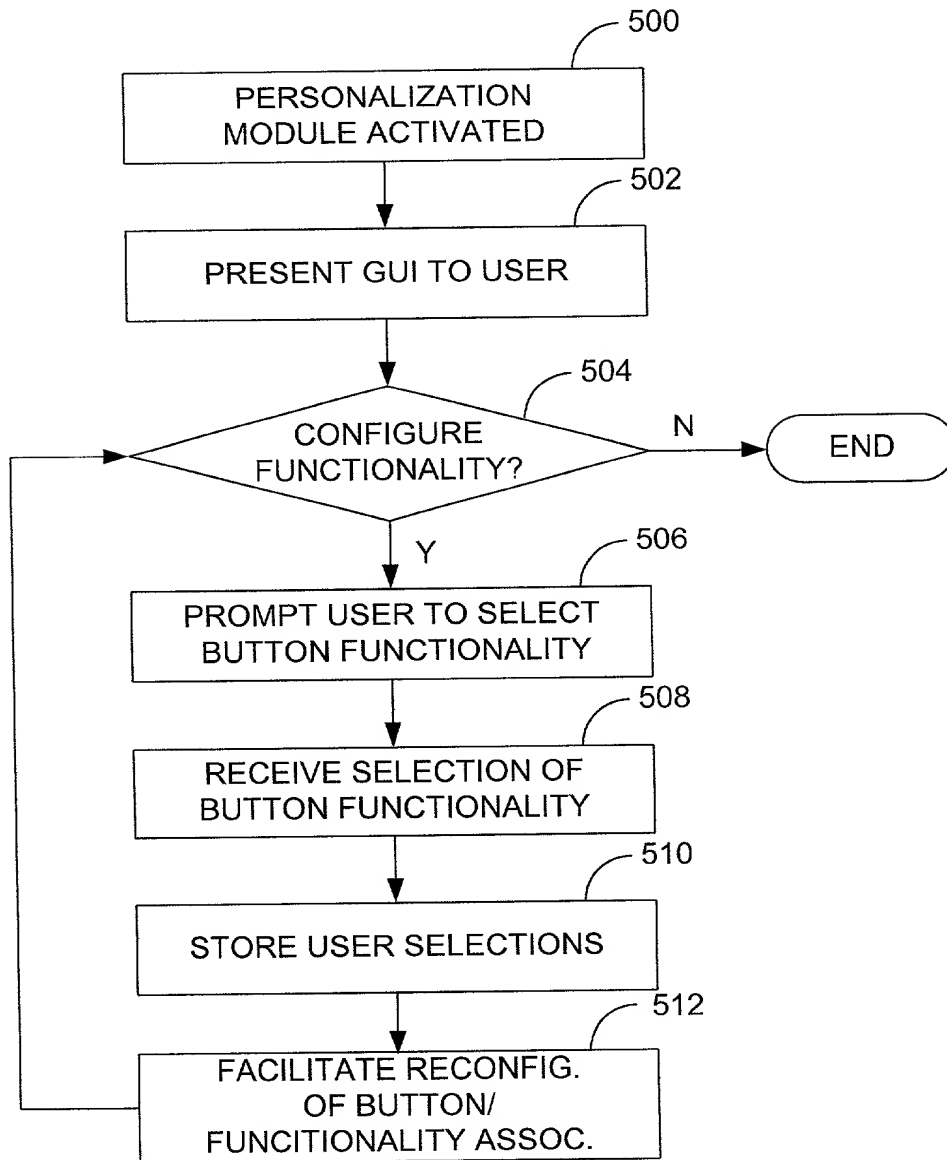 500
PERSONALIZATION
MODULE ACTIVATED
502
PRESENT GUI TO USER
504
CONFIGURE
FUNCTIONALITY?
N
END
Y
506
PROMPT USER TO SELECT
BUTTON FUNCTIONALITY
508
RECEIVE SELECTION OF
BUTTON FUNCTIONALITY
510
STORE USER SELECTIONS
512
FACILITATE RECONFIG.
OF BUTTON/
FUNCITIONALITY ASSOC.